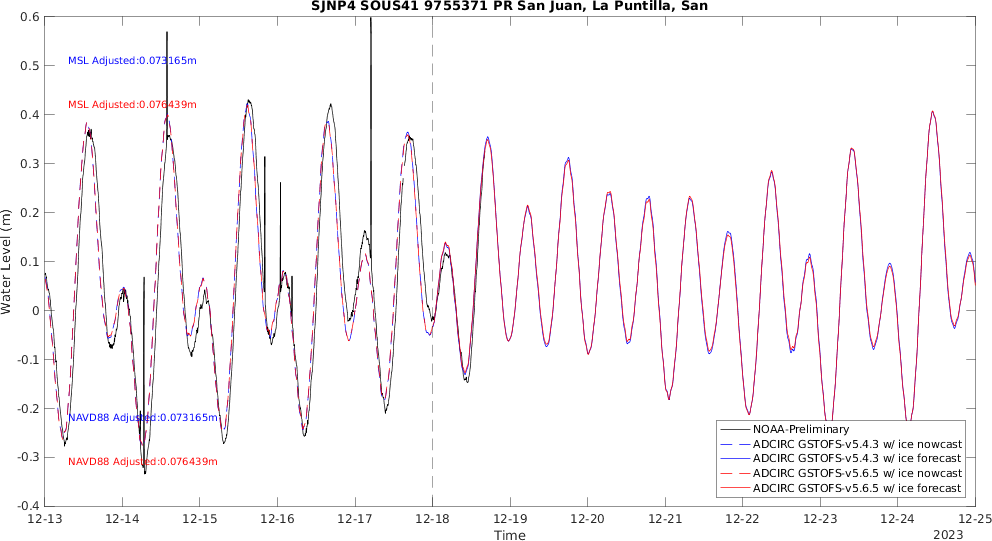 SJNP4 SOUS41 9755371 PR San Juan, La Puntilla, San
Water Level (m)
0.6
0.5
0.4
0.3
0.2
0.1
0
-0.1
-0.2
-0.3
-0.4
MSL Adjusted:0.073165m
MSL Adjusted:0.076439m
NAVD88 Adjusted:0.073165m
NAVD88 Adjusted:0.076439m
NOAA-Preliminary
ADCIRC GSTOFS-v5.4.3 w/ ice nowcast
ADCIRC GSTOFS-v5.4.3 w/ ice forecast
ADCIRC GSTOFS-v5.6.5 w/ ice nowcast
ADCIRC GSTOFS-v5.6.5 w/ ice forecast
12-13 12-14 12-15 12-16 12-17 12-18 12-19 12-20 12-21 12-22 12-23 12-24 12-25
Time
2023